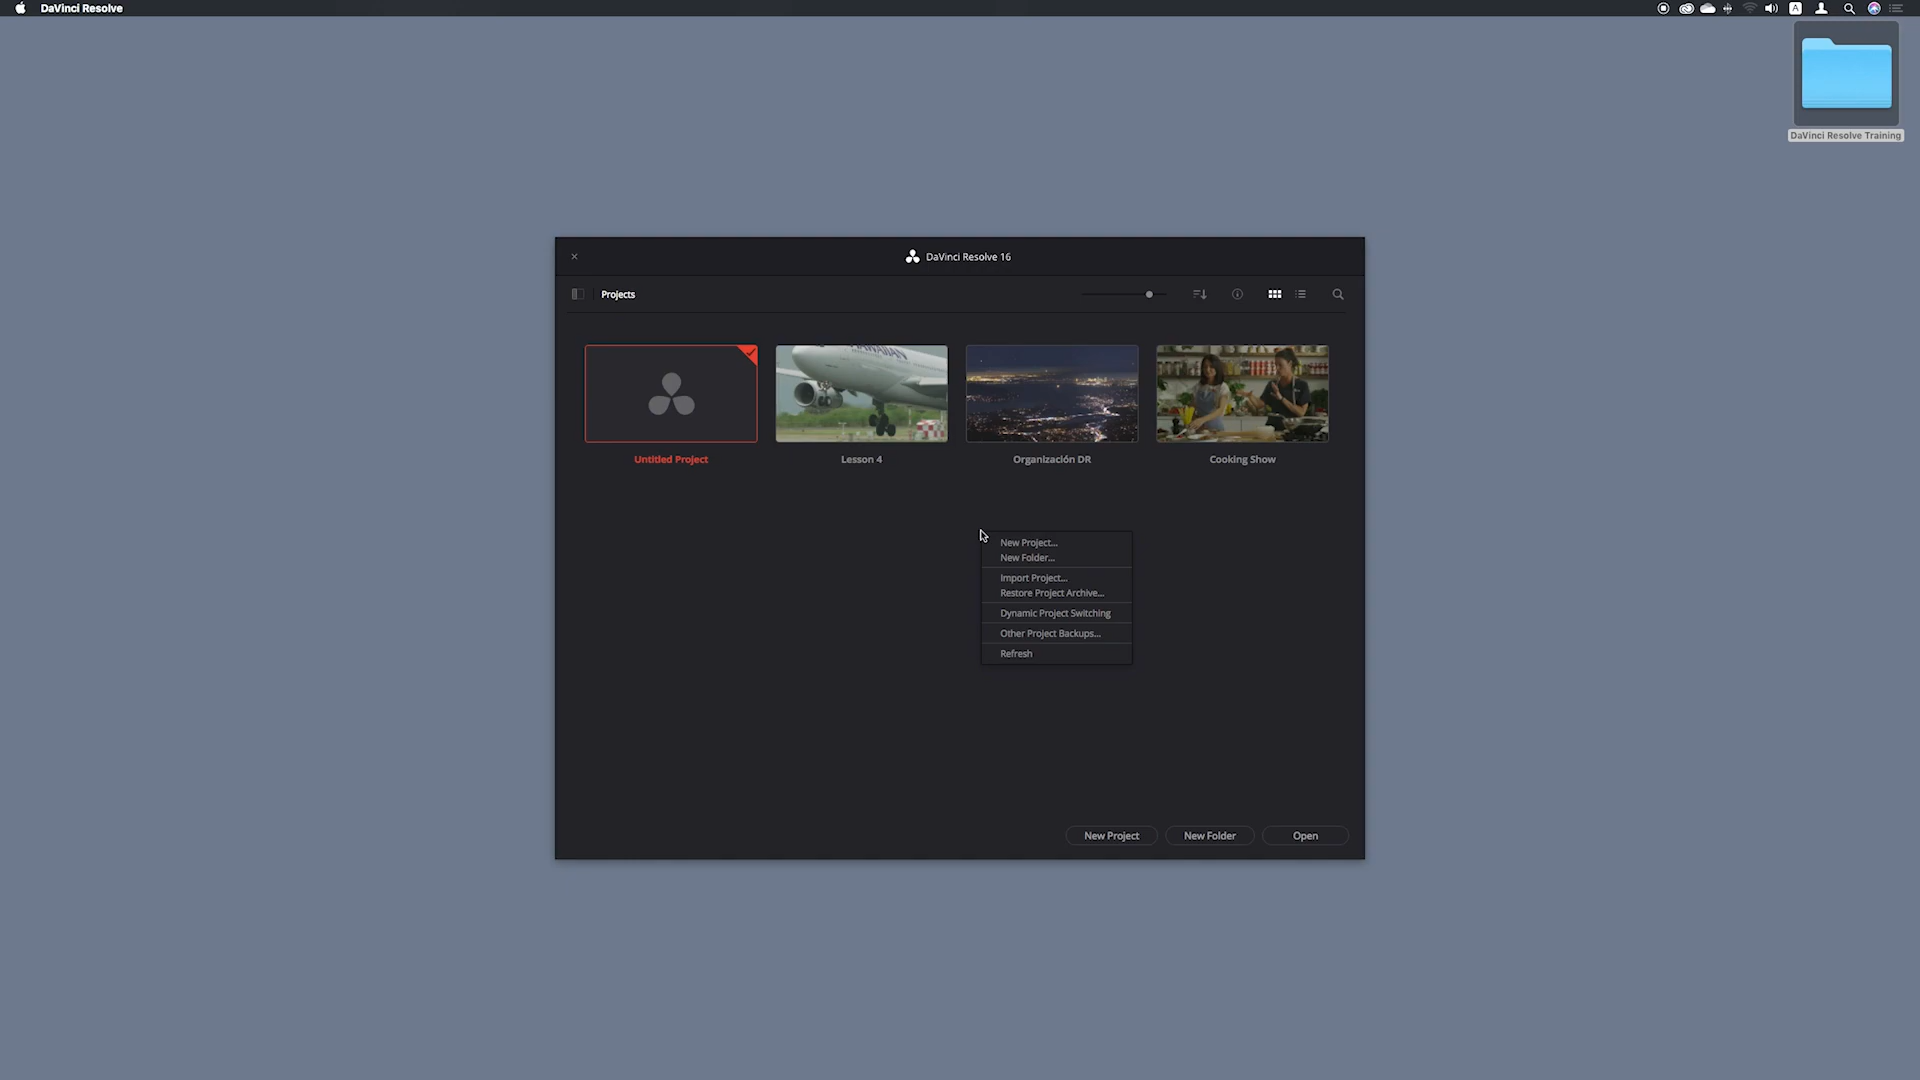 DaVinci Resolve
A
DaVinci Resolve Training
DaVinci Resolve 16
Projects
HAWAIIAN
Untitled Project
Lesson 4
Organización DR
Cooking Show
New Project...
New Folder...
Import Project...
Restore Project Archive...
Dynamic Project Switching
Other Project Backups...
Refresh
New Project
New Folder
Open